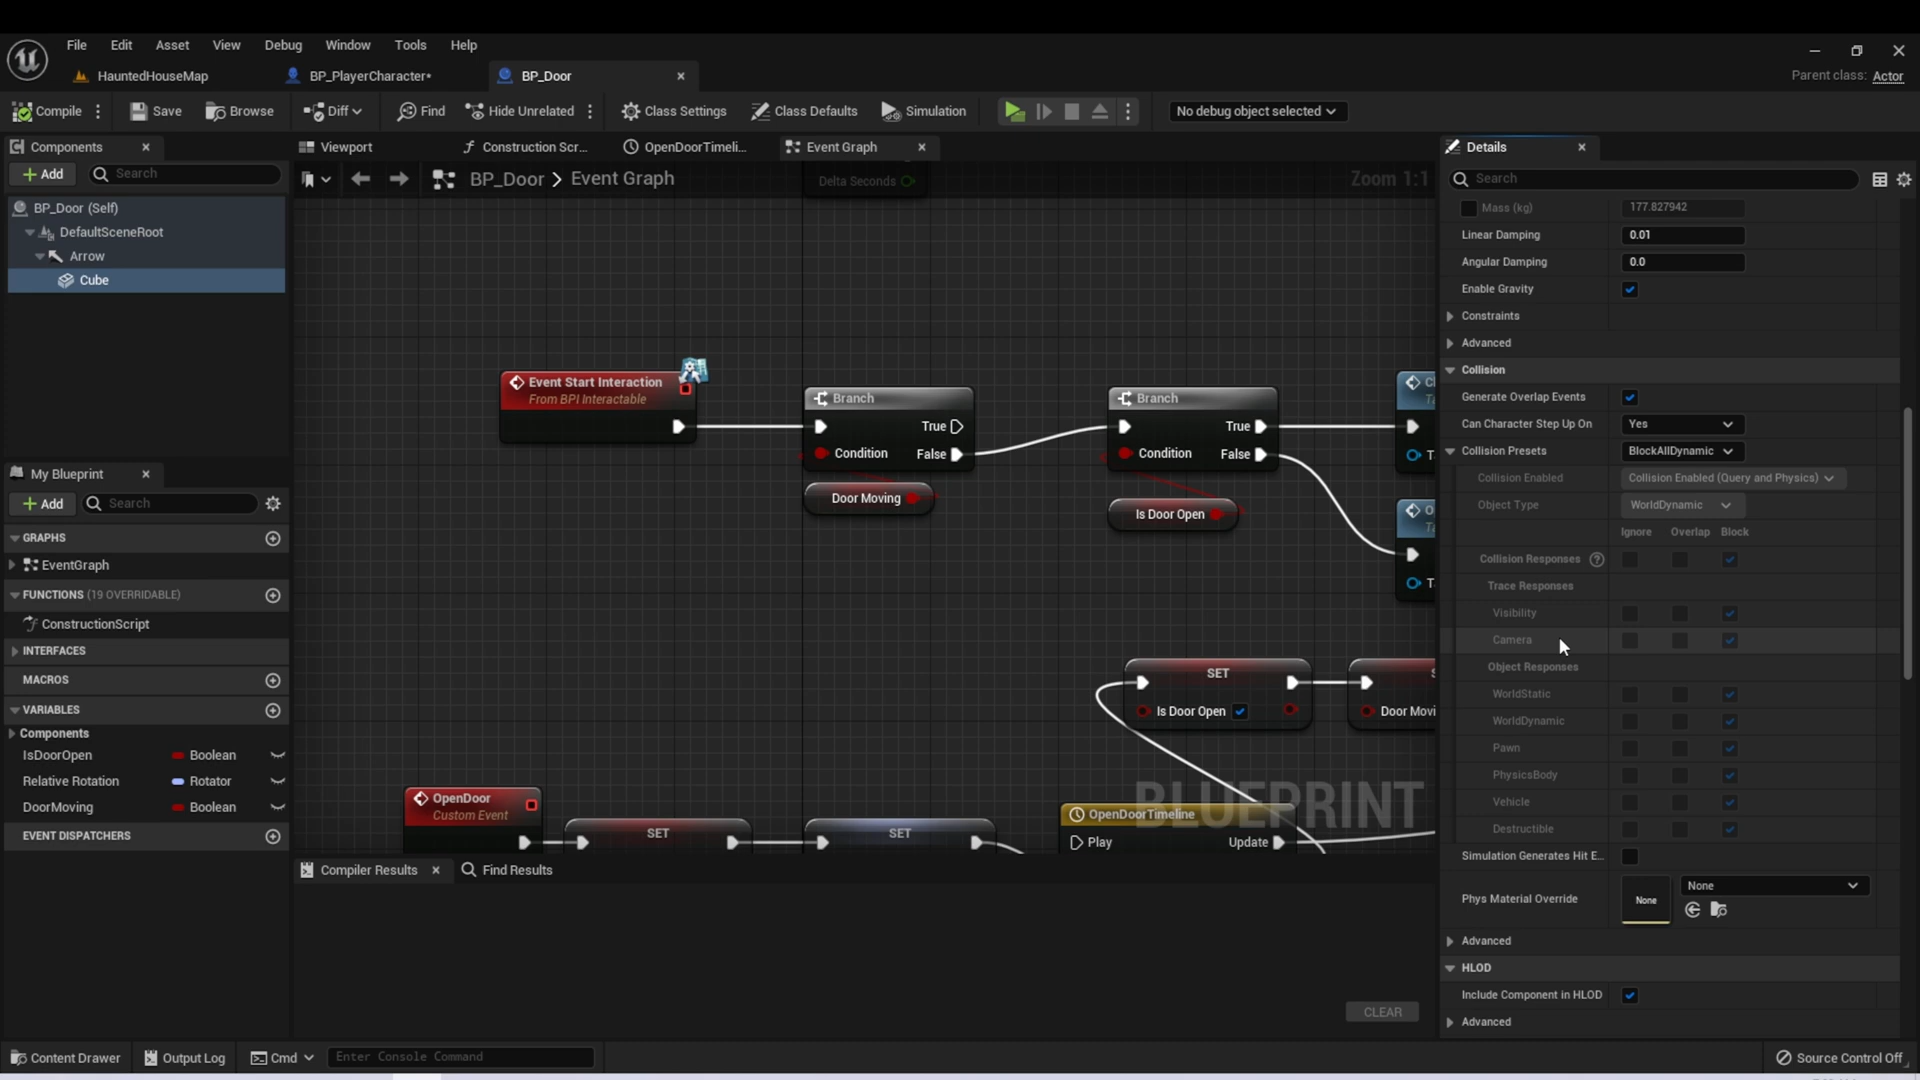 File Edit Asset View Debug Window Tools Help
HauntedHouseMap BP_PlayerCharacter* BP_Door
Parent class: Actor
Compile Save Browse Diff Find Hide Unrelated Class Settings Class Defaults Simulation No debug object selected
Components
Add Search
BP_Door (Self)
DefaultSceneRoot
Arrow
Cube
My Blueprint
Add Search
GRAPHS
EventGraph
FUNCTIONS (19 OVERRIDABLE)
ConstructionScript
INTERFACES
MACROS
VARIABLES
Components
IsDoorOpen Boolean
Relative Rotation Rotator
DoorMoving Boolean
EVENT DISPATCHERS
Viewport Construction Scr... OpenDoorTimeli... Event Graph
BP_Door > Event Graph
Zoom 1:1
Delta Seconds
Event Start Interaction
From BPI Interactable
Branch
True
Condition False
Door Moving
Branch
True
Condition False
Is Door Open
SET
Is Door Open
Door Movi
OpenDoor
Custom Event
SET
SET
OpenDoorTimeline
Play Update
BLUEPRINT
Compiler Results Find Results
CLEAR
Details
Search
Mass (kg) 177.827942
Linear Damping 0.01
Angular Damping 0.0
Enable Gravity
Constraints
Advanced
Collision
Generate Overlap Events
Can Character Step Up On Yes
Collision Presets BlockAllDynamic
Collision Enabled Collision Enabled (Query and Physics)
Object Type WorldDynamic
Ignore Overlap Block
Collision Responses ?
Trace Responses
Visibility
Camera
Object Responses
WorldStatic
WorldDynamic
Pawn
PhysicsBody
Vehicle
Destructible
Simulation Generates Hit E...
Phys Material Override None None
Advanced
HLOD
Include Component in HLOD
Advanced
Content Drawer Output Log Cmd Enter Console Command Source Control Off